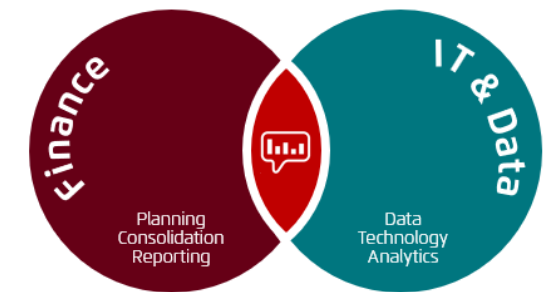 Finance
Planning
Consolidation
Reporting
IT & Data
Data
Technology
Analytics